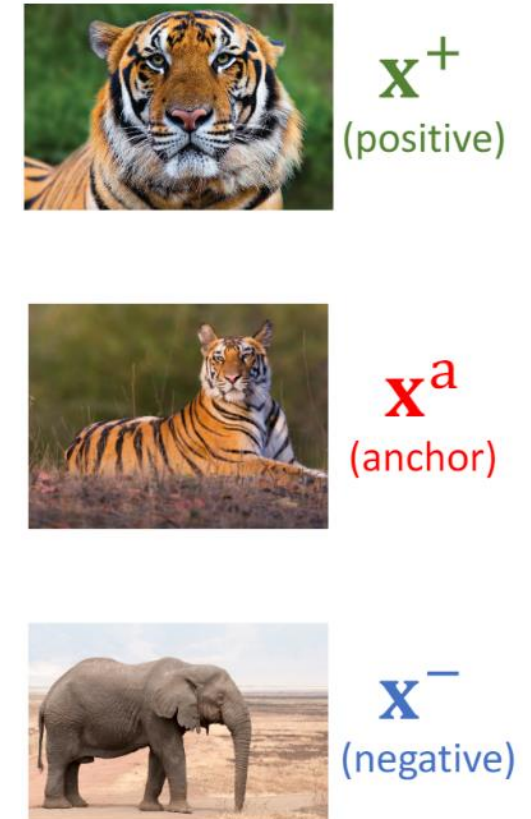 x⁺
(positive)
xᵃ
(anchor)
x⁻
(negative)